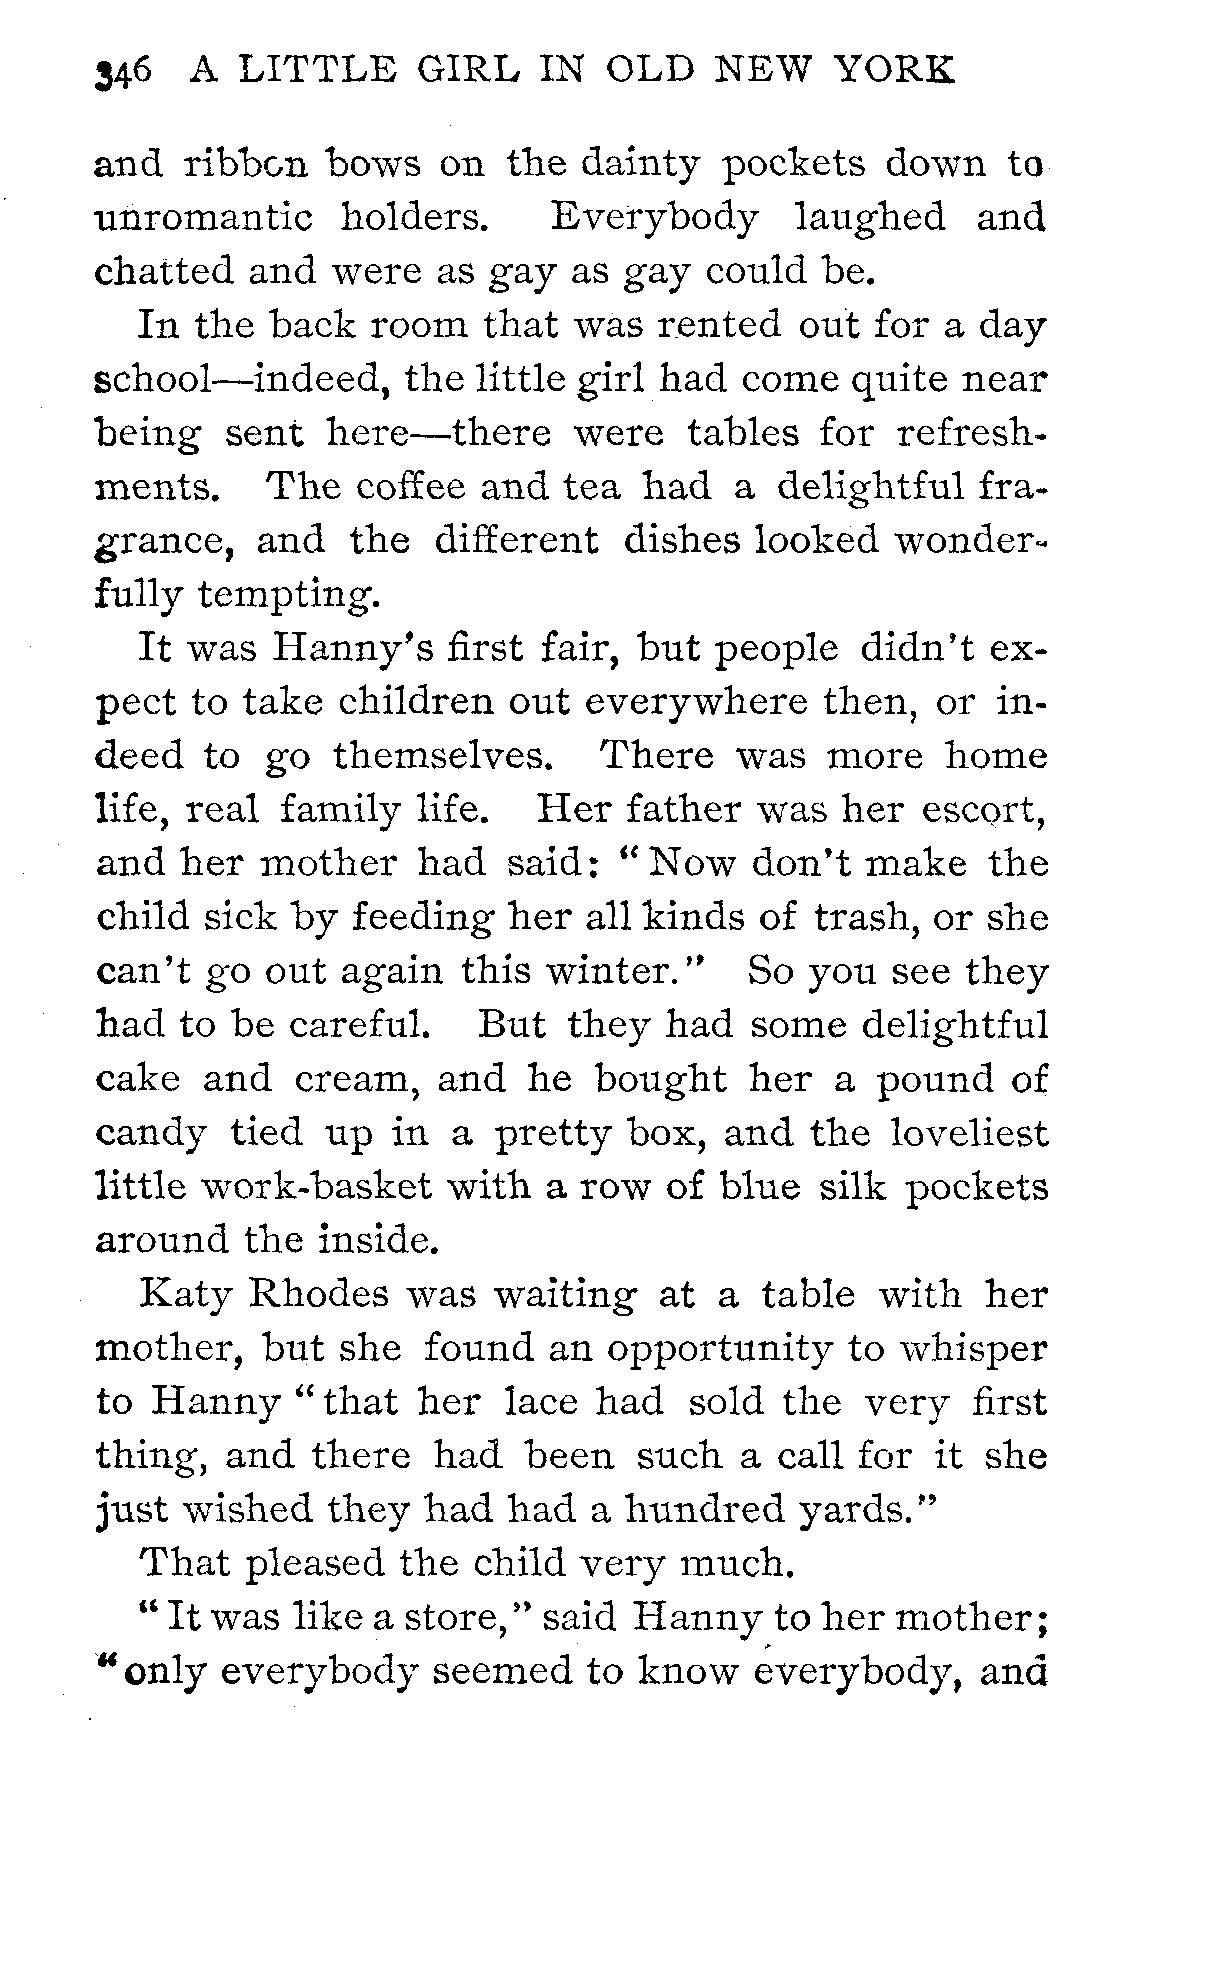 346 A LITTLE GIRL IN OLD NEW YORK
and ribbon bows on the dainty pockets down to
unromantic holders. Everybody laughed and
chatted and were as gay as gay could be.
In the back room that was rented out for a day
school—indeed, the little girl had come quite near
being sent here—there were tables for refresh-
ments. The coffee and tea had a delightful fra-
grance, and the different dishes looked wonder-
fully tempting.
It was Hanny's first fair, but people didn't ex-
pect to take children out everywhere then, or in-
deed to go themselves. There was more home
life, real family life. Her father was her escort,
and her mother had said: "Now don't make the
child sick by feeding her all kinds of trash, or she
can't go out again this winter." So you see they
had to be careful. But they had some delightful
cake and cream, and he bought her a pound of
candy tied up in a pretty box, and the loveliest
little work-basket with a row of blue silk pockets
around the inside.
Katy Rhodes was waiting at a table with her
mother, but she found an opportunity to whisper
to Hanny "that her lace had sold the very first
thing, and there had been such a call for it she
just wished they had had a hundred yards."
That pleased the child very much.
"It was like a store," said Hanny to her mother;
"only everybody seemed to know everybody, and